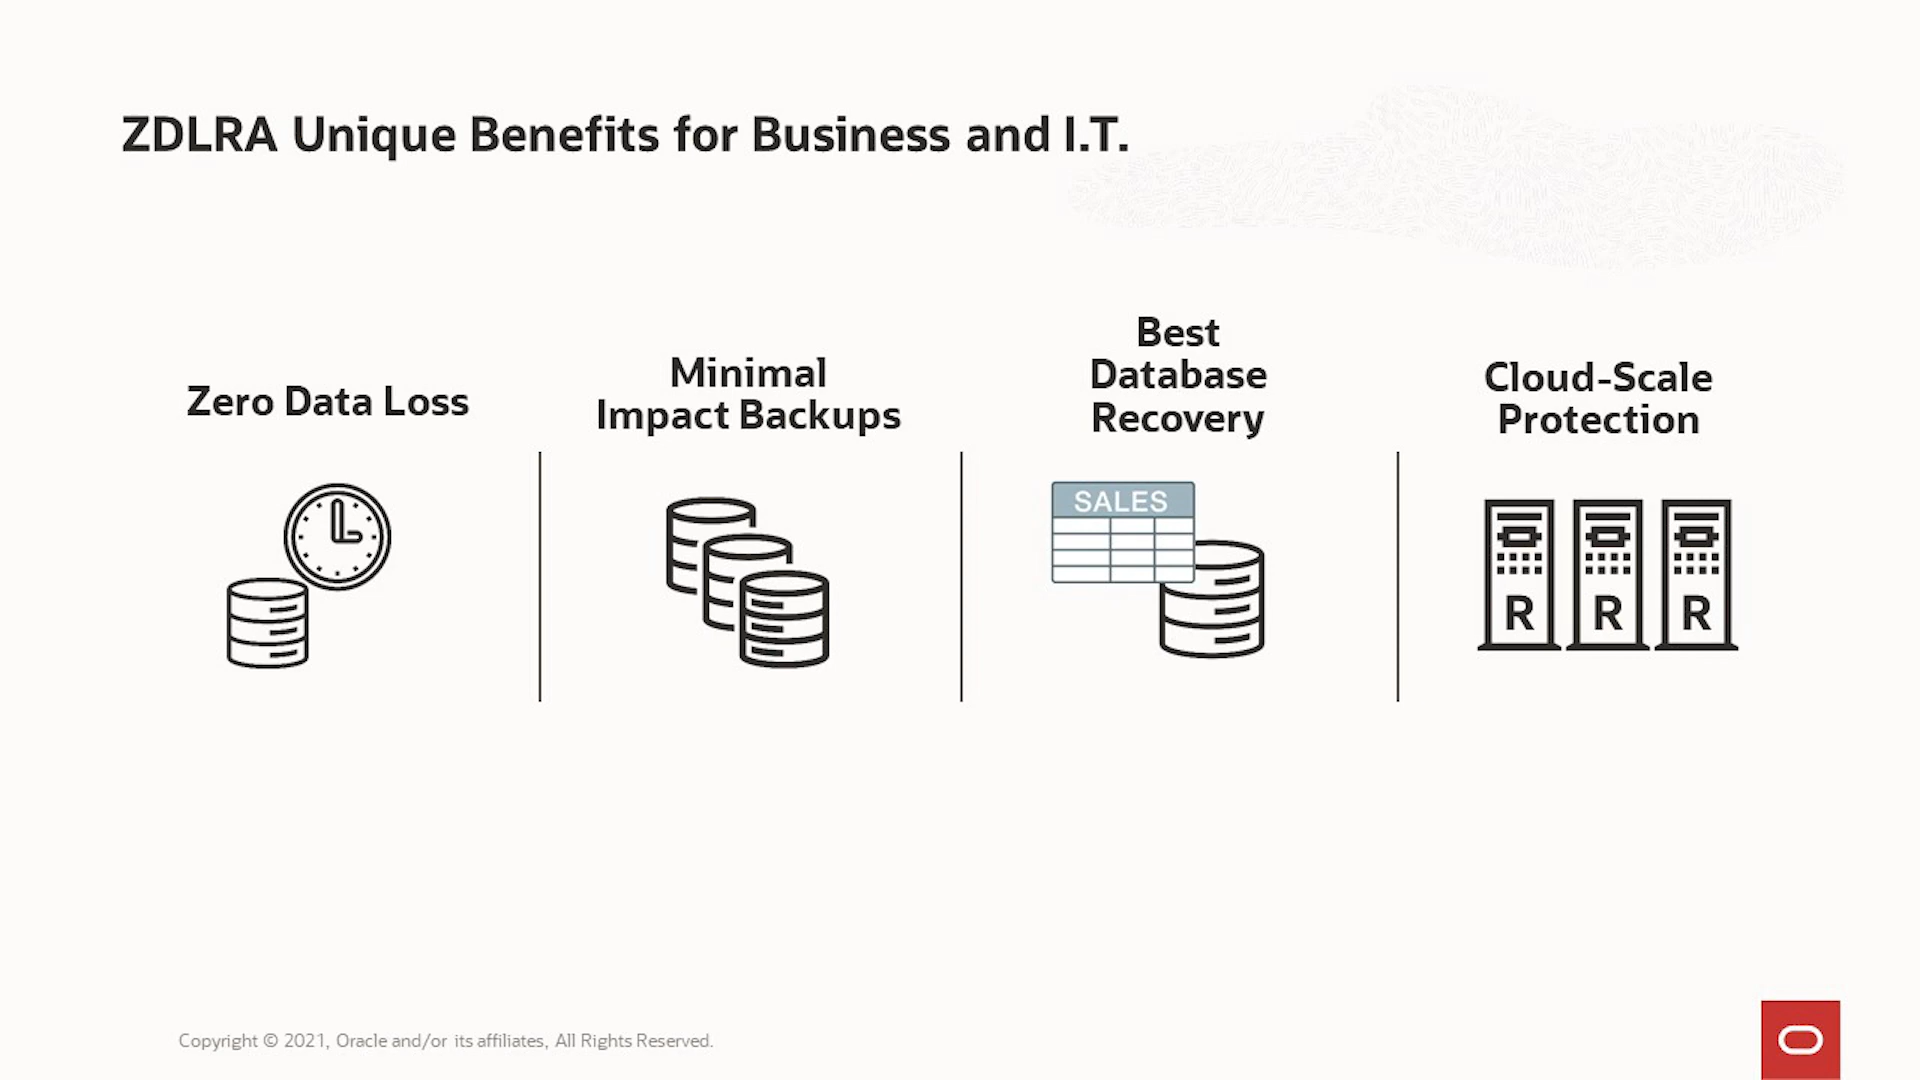 ZDLRA Unique Benefits for Business and I.T.
Zero Data Loss
Minimal
Impact Backups
Best
Database
Recovery
Cloud-Scale
Protection
SALES
R
R
R
Copyright © 2021, Oracle and/or its affiliates, All Rights Reserved.